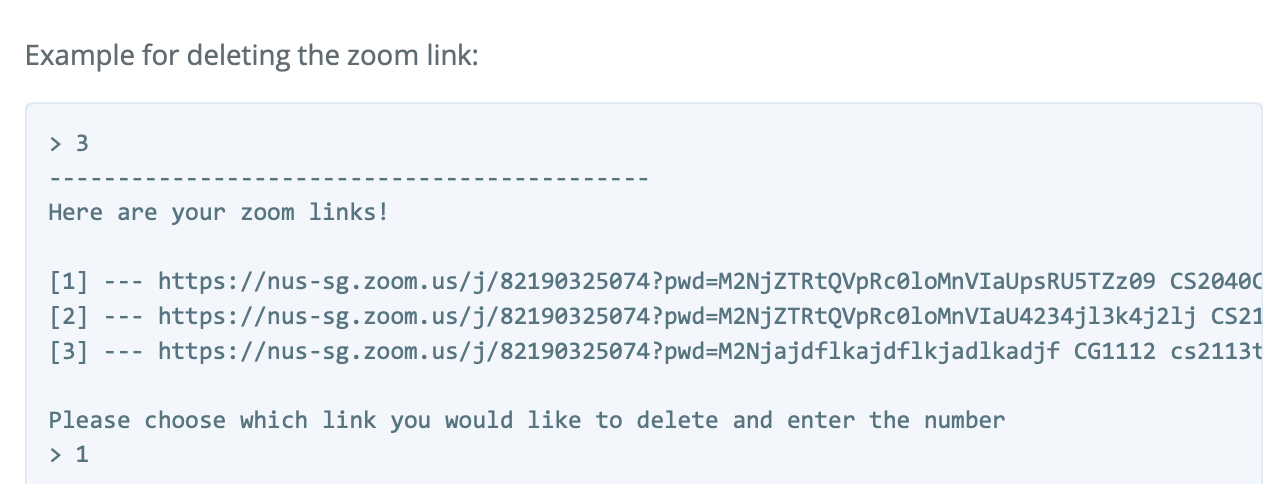 Example for deleting the zoom link:
> 3
--------------------------------------------
Here are your zoom links!
[1] --- https://nus-sg.zoom.us/j/82190325074?pwd=M2NjZTRtQVpRc0loMnVIaUpsRU5TZz09 CS2040C
[2] --- https://nus-sg.zoom.us/j/82190325074?pwd=M2NjZTRtQVpRc0loMnVIaU4234jl3k4j2lj CS21
[3] --- https://nus-sg.zoom.us/j/82190325074?pwd=M2Njajdflkajdflkjadlkadjf CG1112 cs2113t
Please choose which link you would like to delete and enter the number
> 1